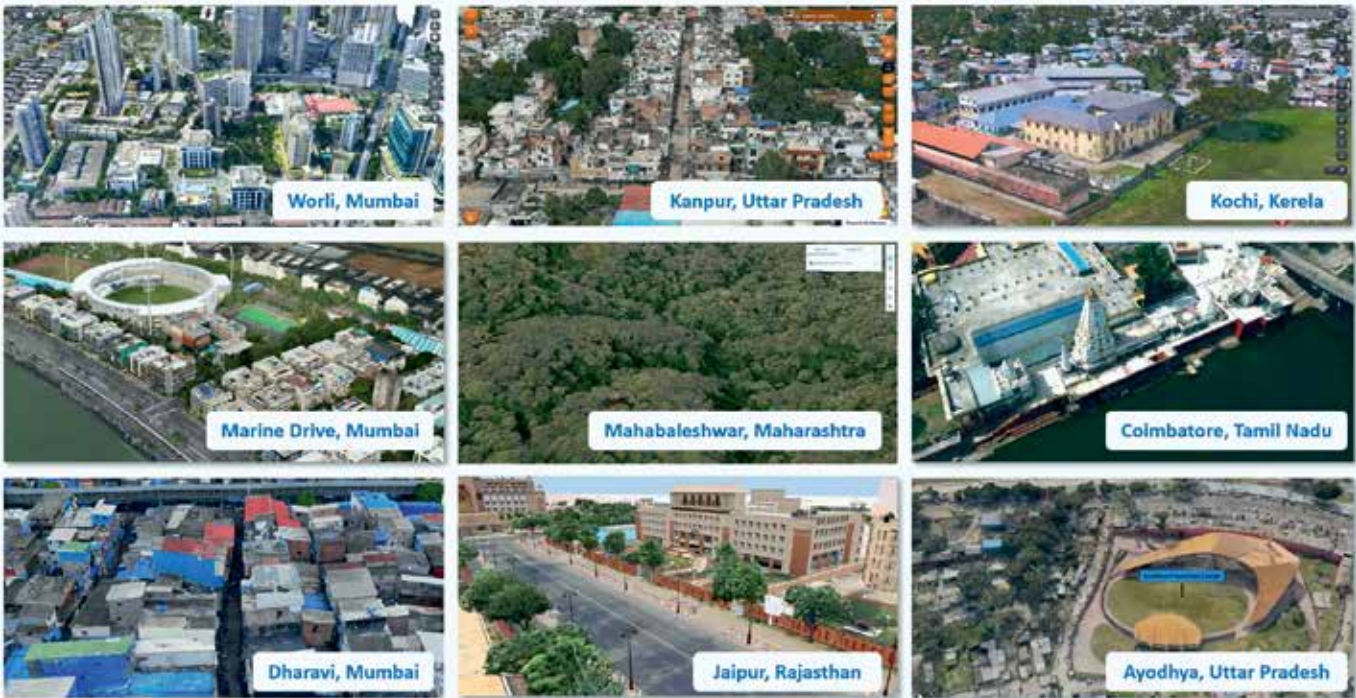 Worli, Mumbai
Kanpur, Uttar Pradesh
Kochi, Kerela
Marine Drive, Mumbai
Mahabaleshwar, Maharashtra
Coimbatore, Tamil Nadu
Dharavi, Mumbai
Jaipur, Rajasthan
Ayodhya, Uttar Pradesh